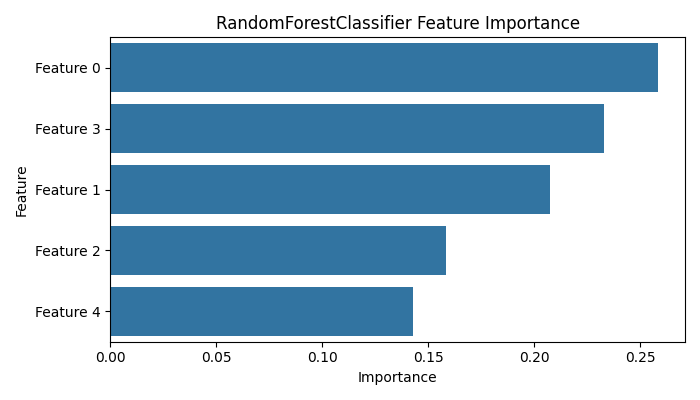 RandomForestClassifier Feature Importance
Feature 0
Feature 3
Feature 1
Feature 2
Feature 4
Feature
0.00 0.05 0.10 0.15 0.20 0.25
Importance